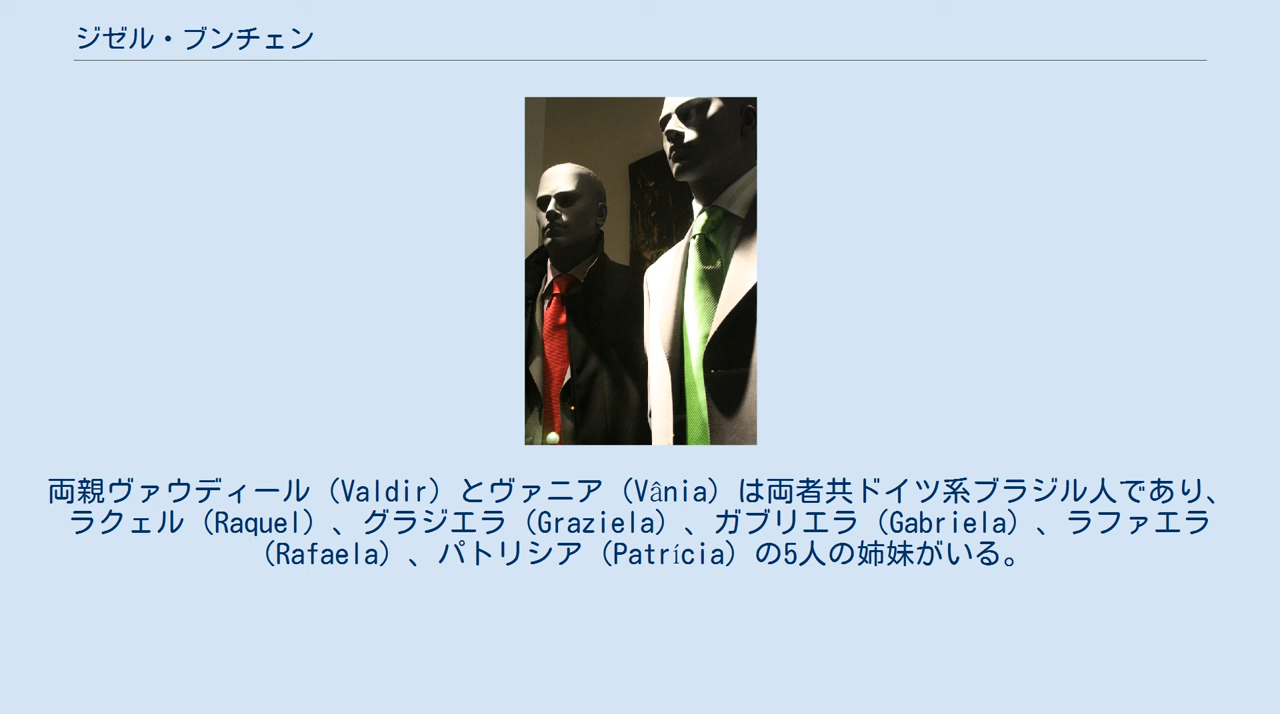 ジゼル・ブンチェン
両親ヴァウディール（Valdir）とヴァニア（Vânia）は両者共ドイツ系ブラジル人であり、
ラクェル（Raquel）、グラジエラ（Graziela）、ガブリエラ（Gabriela）、ラファエラ
（Rafaela）、パトリシア（Patrícia）の5人の姉妹がいる。